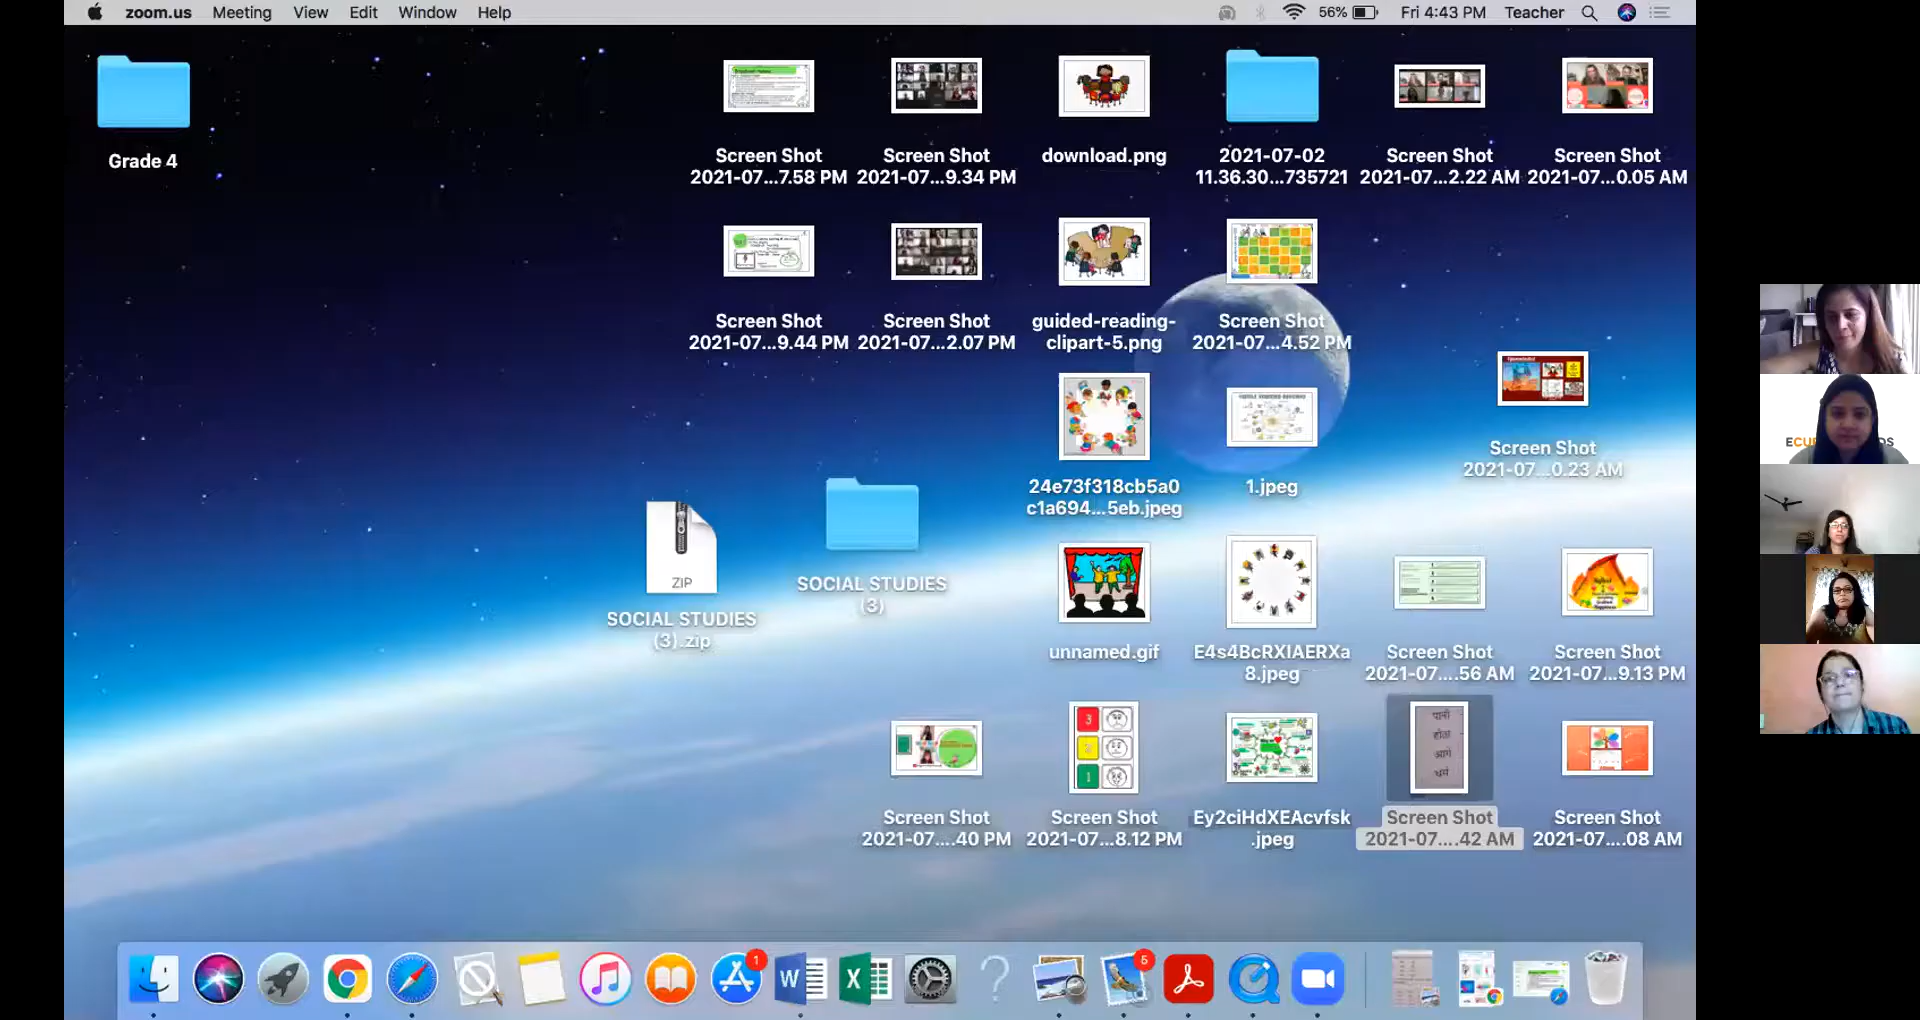 zoom.us Meeting View Edit Window Help 56% Fri 4:43 PM Teacher
Grade 4
Screen Shot
2021-07...7.58 PM
Screen Shot
2021-07...9.34 PM
download.png
2021-07-02
11.36.30...735721
Screen Shot
2021-07...2.22 AM
Screen Shot
2021-07...0.05 AM
Screen Shot
2021-07...9.44 PM
Screen Shot
2021-07...2.07 PM
guided-reading-
clipart-5.png
Screen Shot
2021-07...4.52 PM
Screen Shot
2021-07...0.23 AM
24e73f318cb5a0
c1a694...5eb.jpeg
1.jpeg
ZIP
SOCIAL STUDIES
(3).zip
SOCIAL STUDIES
(3)
unnamed.gif
E4s4BcRXIAERXa
8.jpeg
Screen Shot
2021-07....56 AM
Screen Shot
2021-07...9.13 PM
3
2
1
पानी
होता
आगे
धर्म
Screen Shot
2021-07....40 PM
Screen Shot
2021-07...8.12 PM
Ey2ciHdXEAcvfsk
.jpeg
Screen Shot
2021-07....42 AM
Screen Shot
2021-07....08 AM
1
W
X
5